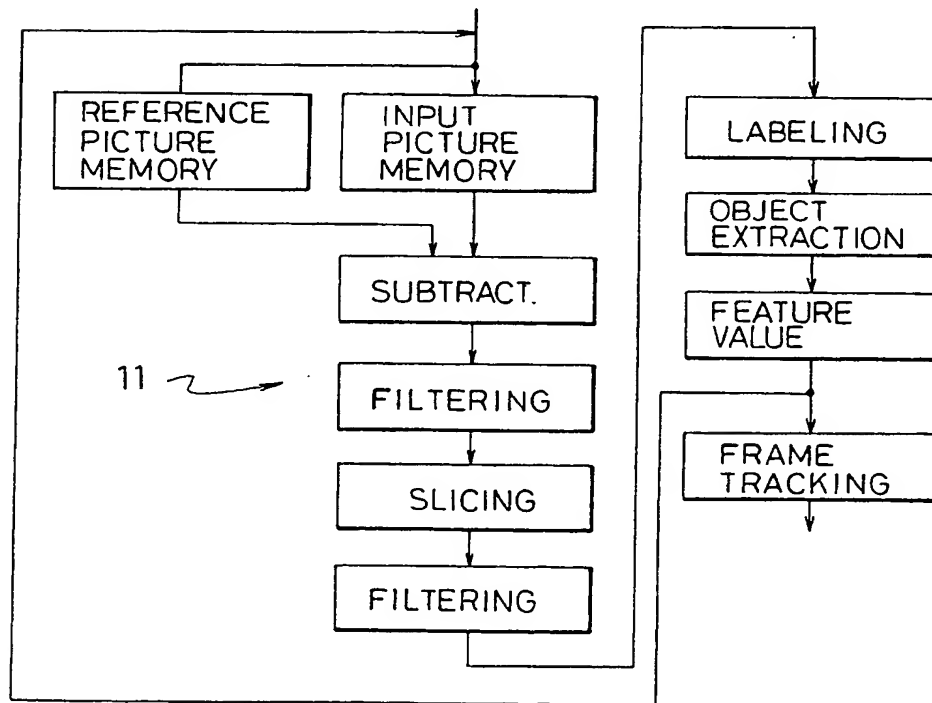 REFERENCE
PICTURE
MEMORY
INPUT
PICTURE
MEMORY
SUBTRACT.
11
FILTERING
SLICING
FILTERING
LABELING
OBJECT
EXTRACTION
FEATURE
VALUE
FRAME
TRACKING